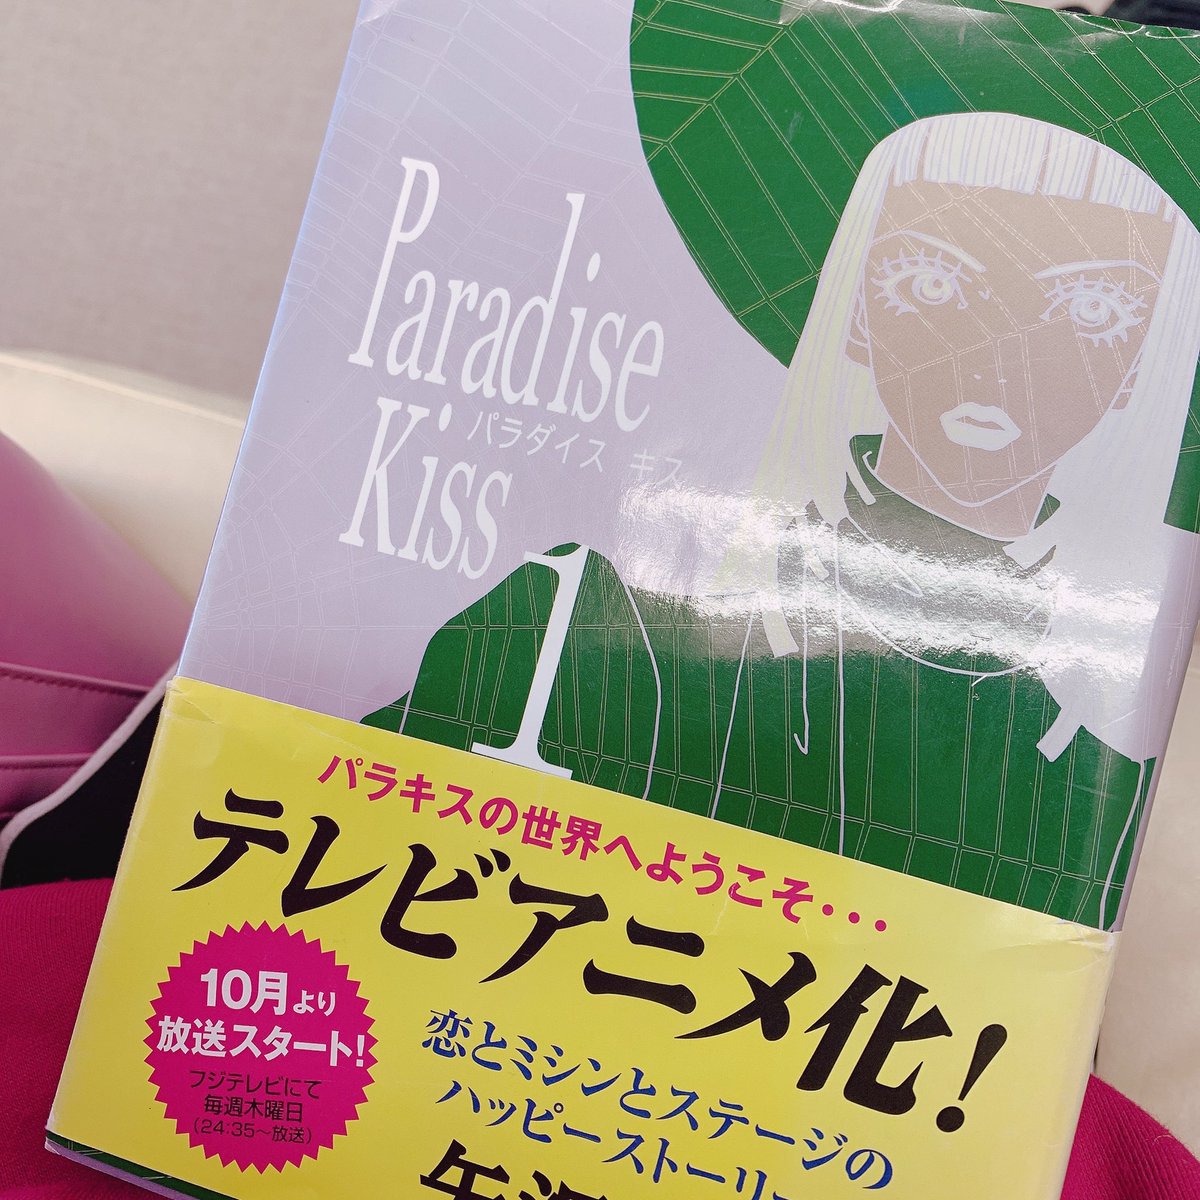 Paradise
Kiss
パラダイス キス
1
パラキスの世界へようこそ・・・
テレビアニメ化!
10月より
放送スタート!
フジテレビにて
毎週木曜日
(24:35～放送)
恋とミシンとステージの
ハッピーストーリー